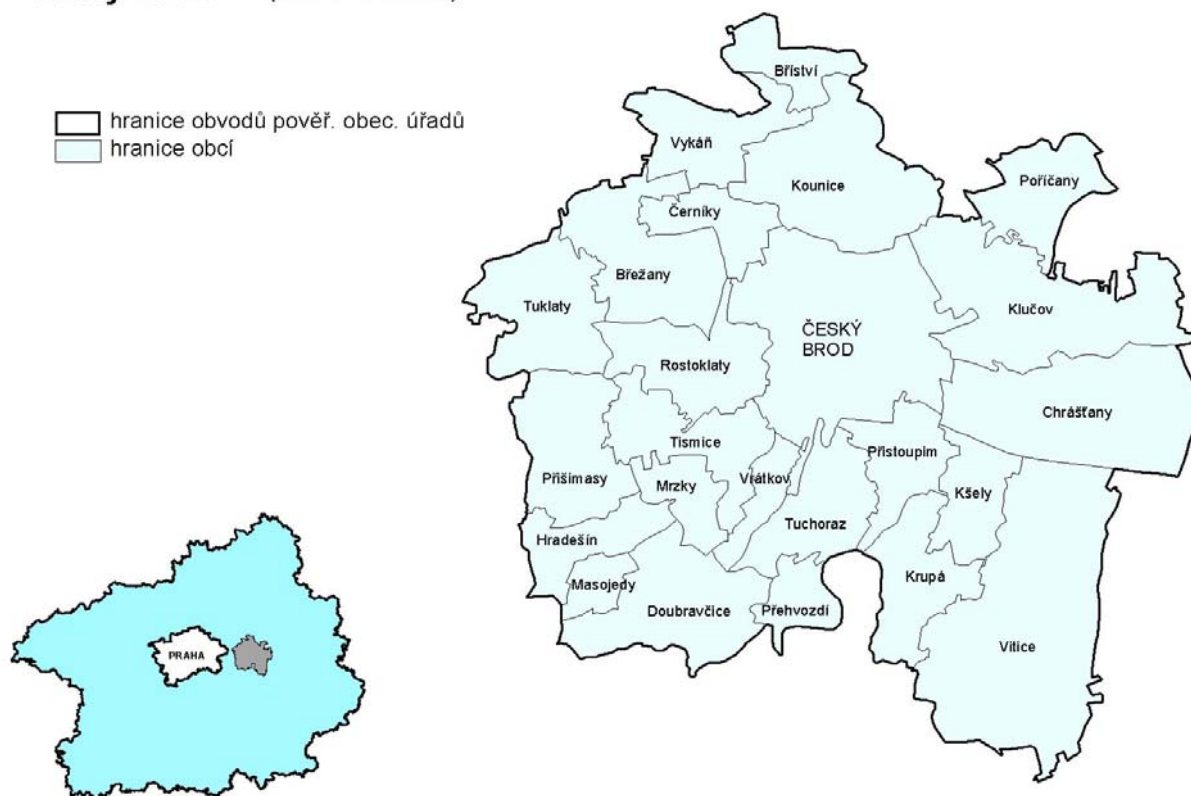 hranice obvodů pověř. obec. úřadů
hranice obcí
Bříství
Vykáň
Kounice
Poříčany
Černíky
Břežany
Tuklaty
Klučov
ČESKÝ
BROD
Rostoklaty
Chrášťany
Tismice
Přistoupim
Přišimasy
Mrzky
Vrátkov
Kšely
Tuchoraz
Hradešín
Masojedy
Krupá
Doubravčice
Přehvozdí
Vitice
PRAHA